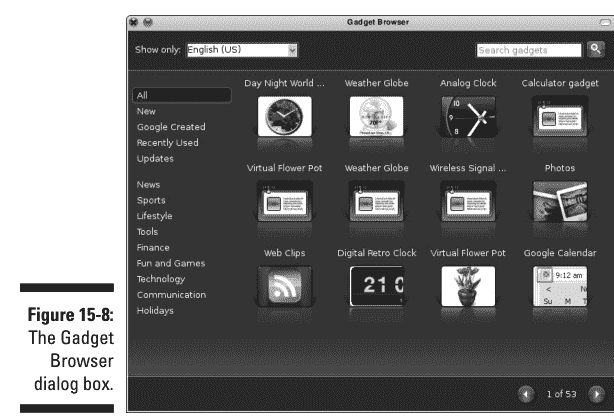 Gadget Browser
Show only: English (US)
Search gadgets
All
New
Google Created
Recently Used
Updates
News
Sports
Lifestyle
Tools
Finance
Fun and Games
Technology
Communication
Holidays
Day Night World ...
Weather Globe
Analog Clock
Calculator gadget
10
9
8
Virtual Flower Pot
Weather Globe
Wireless Signal ...
Photos
Web Clips
Digital Retro Clock
Virtual Flower Pot
Google Calendar
21 0
9:12 am
< N
Su M T
1 of 53
Figure 15-8:
The Gadget
Browser
dialog box.